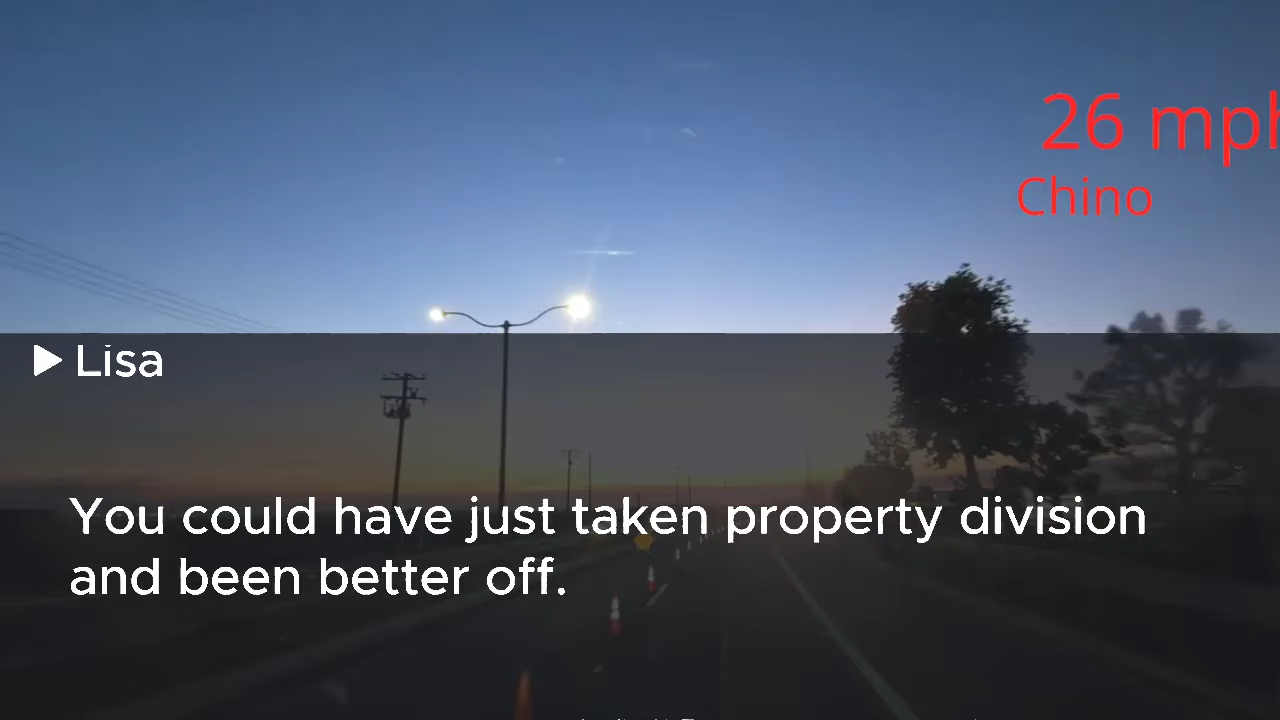 26 mph
Chino
Lisa
You could have just taken property division
and been better off.